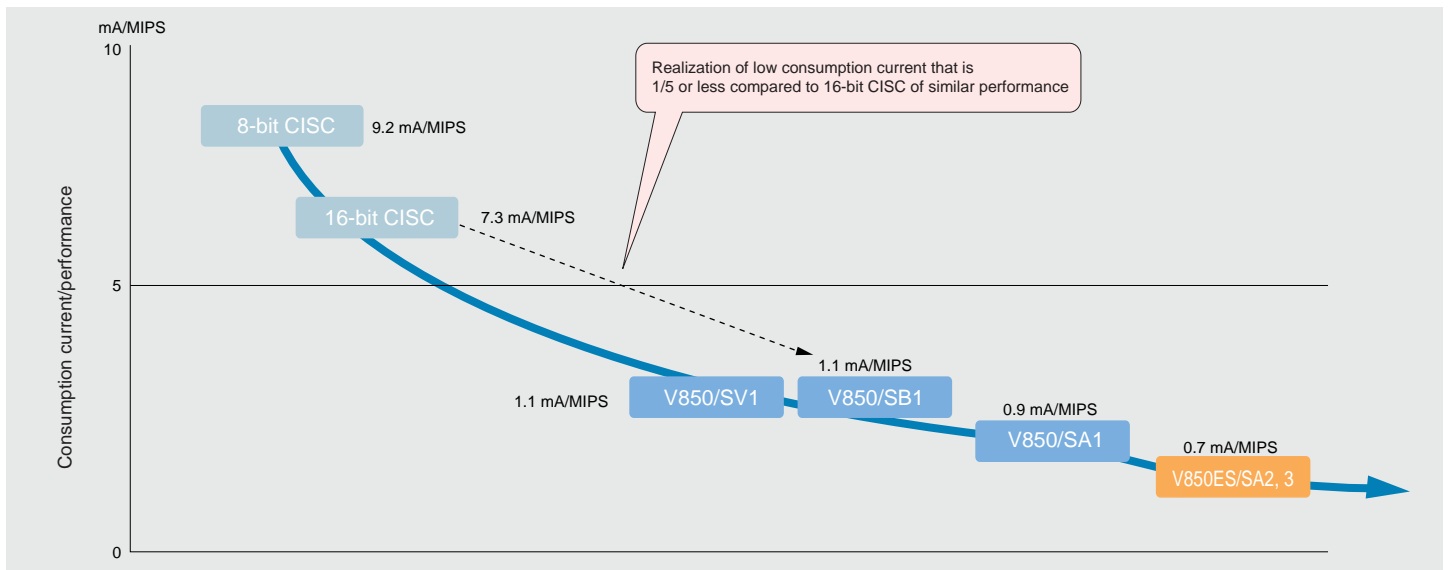 mA/MIPS
10
Realization of low consumption current that is
1/5 or less compared to 16-bit CISC of similar performance
8-bit CISC
9.2 mA/MIPS
16-bit CISC
7.3 mA/MIPS
Consumption current/performance
5
1.1 mA/MIPS
1.1 mA/MIPS
V850/SV1
V850/SB1
0.9 mA/MIPS
V850/SA1
0.7 mA/MIPS
V850ES/SA2, 3
0